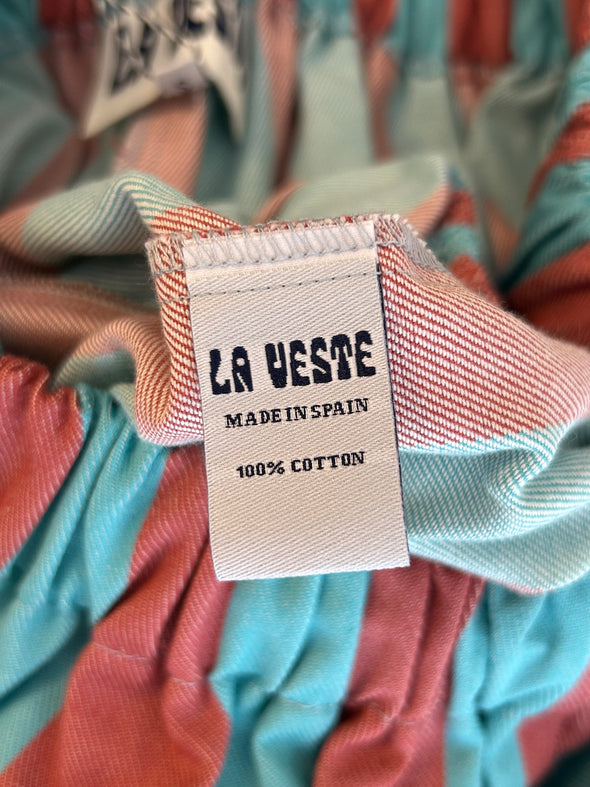 LA VESTE
MADE IN SPAIN
100% COTTON